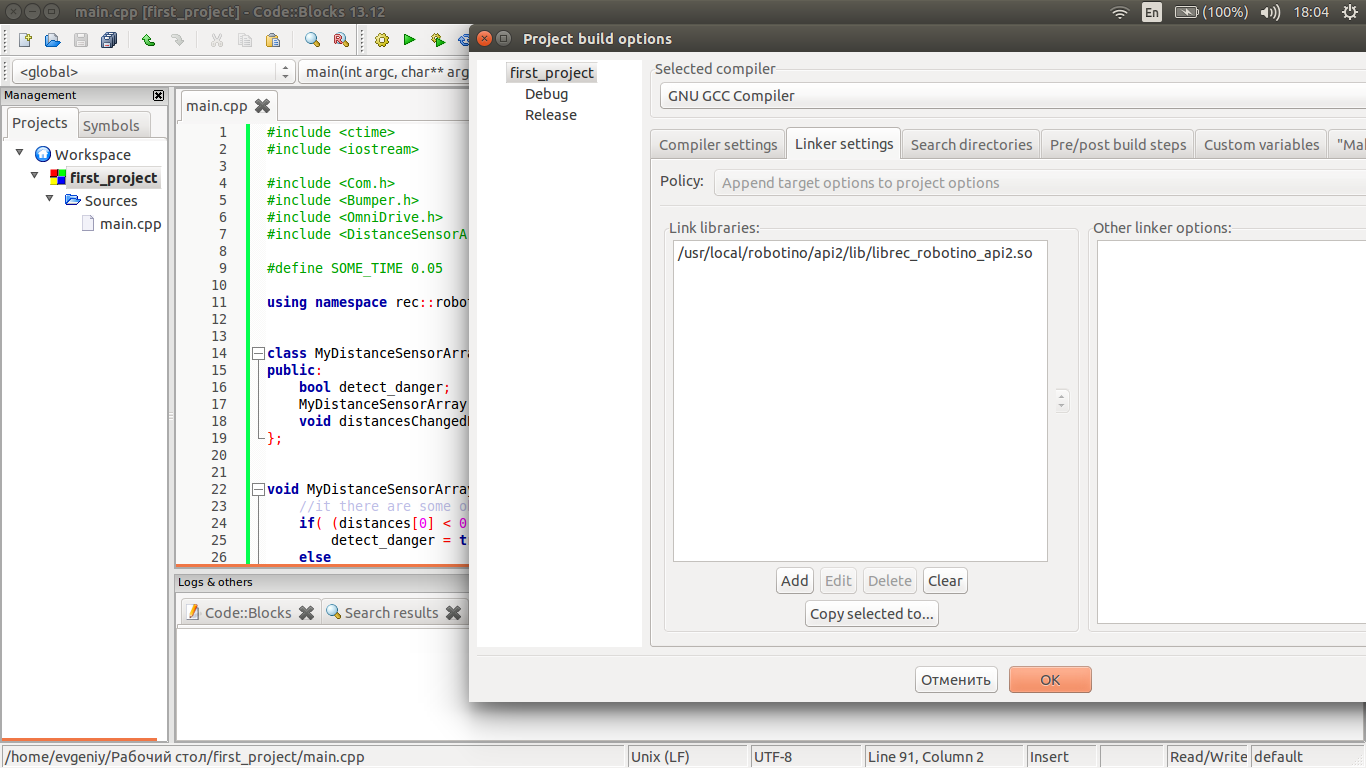 main.cpp [first_project] - Code::Blocks 13.12
En
(100%)
18:04
<global>
main(int argc, char** arg
Management
Projects
Symbols
Workspace
first_project
Sources
main.cpp
main.cpp
1 #include <ctime>
2 #include <iostream>
3
4 #include <Com.h>
5 #include <Bumper.h>
6 #include <OmniDrive.h>
7 #include <DistanceSensorA
8
9 #define SOME_TIME 0.05
10
11 using namespace rec::robo
12
13
14 class MyDistanceSensorArra
15 public:
16 bool detect_danger;
17 MyDistanceSensorArray
18 void distancesChanged
19 };
20
21
22 void MyDistanceSensorArray
23 //it there are some o
24 if( (distances[0] < 0
25 detect_danger = t
26 else
Logs & others
Code::Blocks
Search results
Project build options
first_project
Debug
Release
Selected compiler
GNU GCC Compiler
Compiler settings
Linker settings
Search directories
Pre/post build steps
Custom variables
"Mal
Policy:
Append target options to project options
Link libraries:
/usr/local/robotino/api2/lib/librec_robotino_api2.so
Add
Edit
Delete
Clear
Copy selected to...
Other linker options:
Отменить
OK
/home/evgeniy/Рабочий стол/first_project/main.cpp
Unix (LF)
UTF-8
Line 91, Column 2
Insert
Read/Write
default